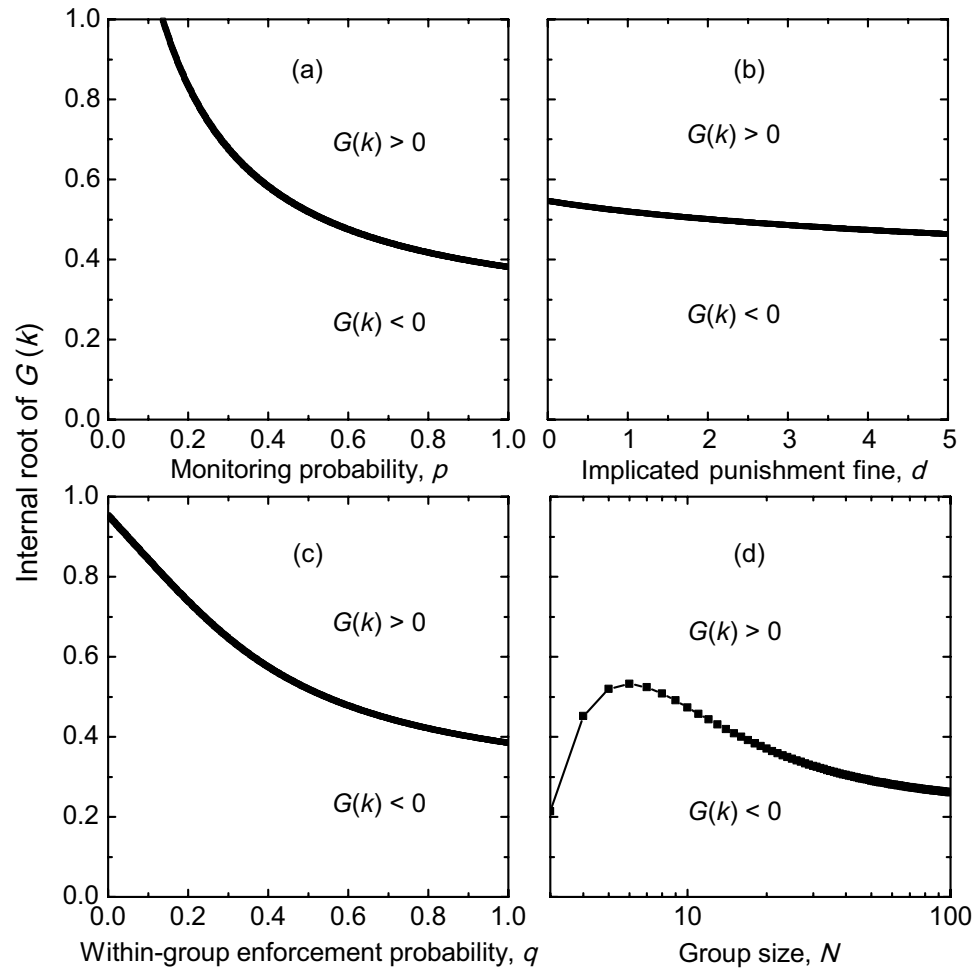 Internal root of G (k)
1.0
0.8
0.6
0.4
0.2
0.0
(a)
G(k) > 0
G(k) < 0
0.0 0.2 0.4 0.6 0.8 1.0
Monitoring probability, p
(b)
G(k) > 0
G(k) < 0
0 1 2 3 4 5
Implicated punishment fine, d
1.0
0.8
0.6
0.4
0.2
0.0
(c)
G(k) > 0
G(k) < 0
0.0 0.2 0.4 0.6 0.8 1.0
Within-group enforcement probability, q
(d)
G(k) > 0
G(k) < 0
10 100
Group size, N